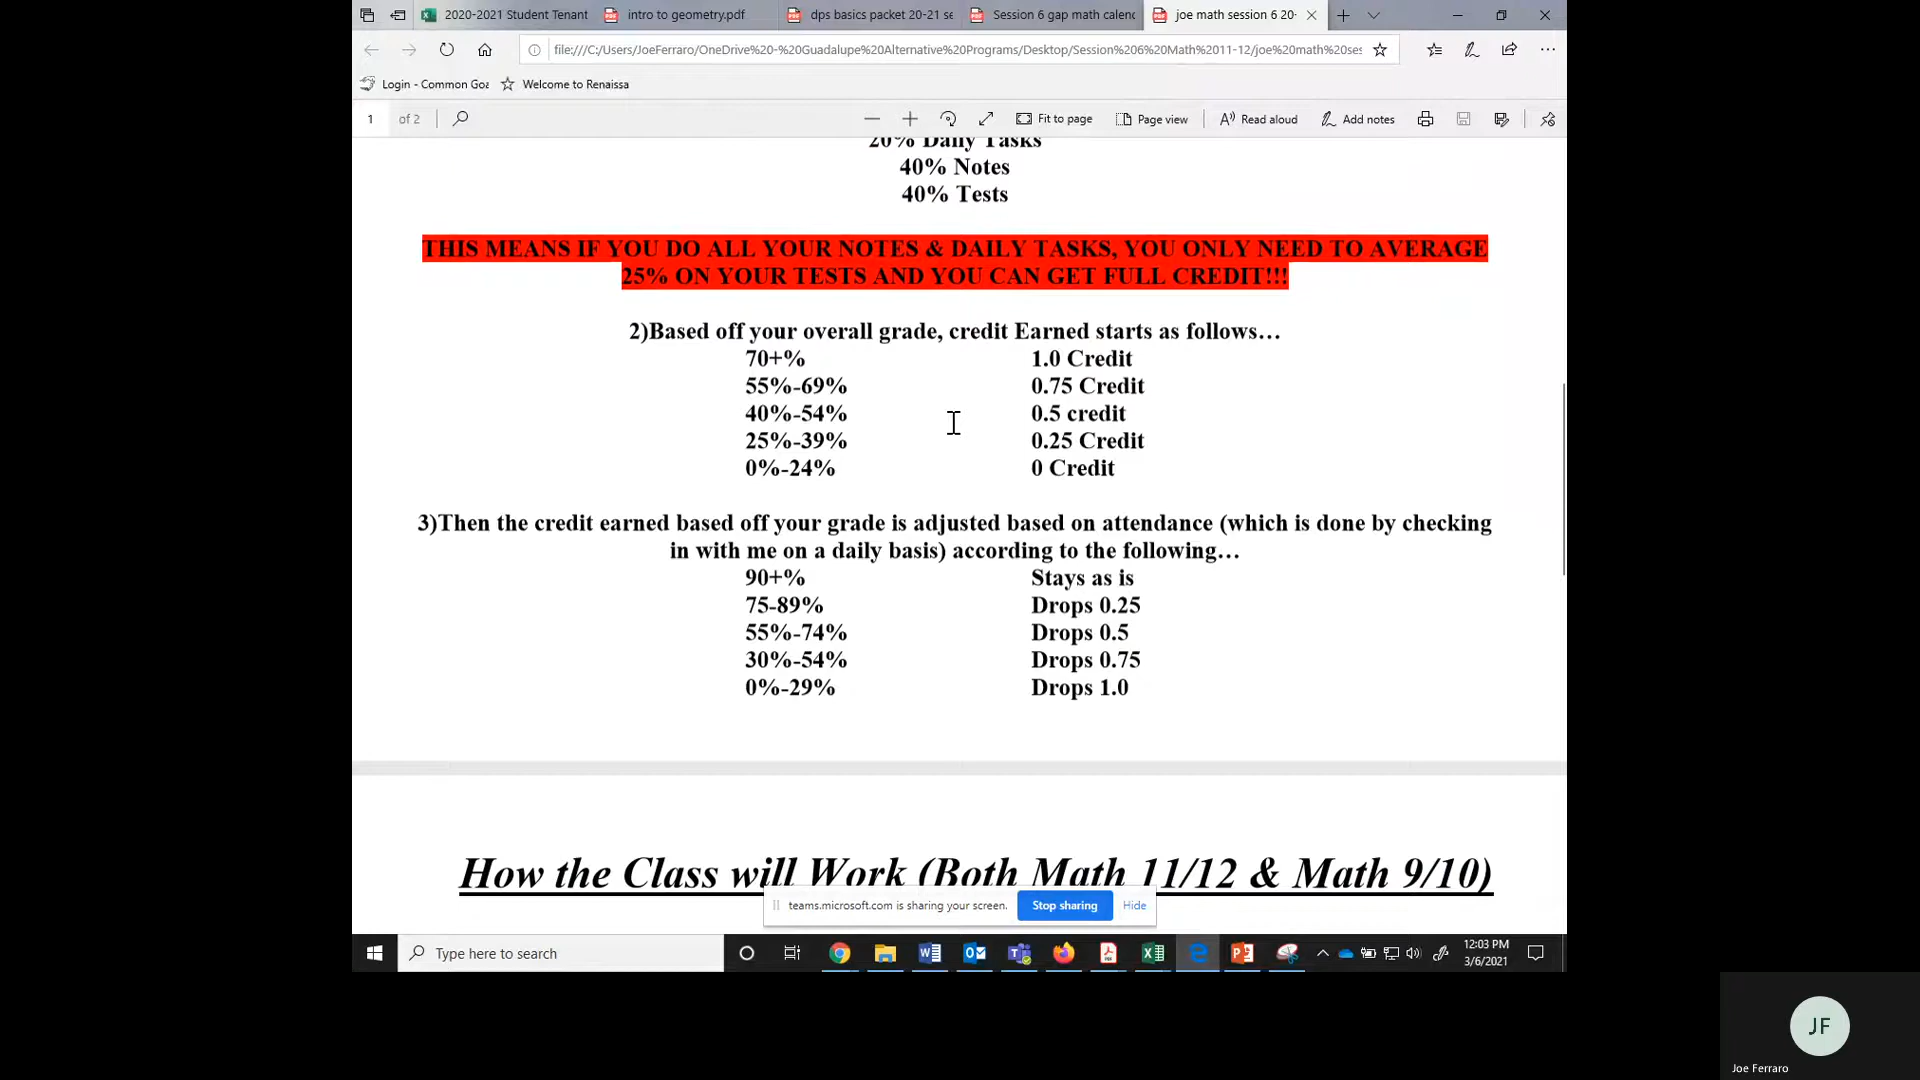 2020-2021 Student Tenant
intro to geometry.pdf
dps basics packet 20-21 se
Session 6 gap math calenc
joe math session 6 20-
file:///C:/Users/JoeFerraro/OneDrive%20-%20Guadalupe%20Alternative%20Programs/Desktop/Session%206%20Math%2011-12/joe%20math%20ses
Login - Common Goa
Welcome to Renaissa
1 of 2
Fit to page
Page view
Read aloud
Add notes
20% Daily Tasks
40% Notes
40% Tests
THIS MEANS IF YOU DO ALL YOUR NOTES & DAILY TASKS, YOU ONLY NEED TO AVERAGE
25% ON YOUR TESTS AND YOU CAN GET FULL CREDIT!!!
2)Based off your overall grade, credit Earned starts as follows…
70+% 1.0 Credit
55%-69% 0.75 Credit
40%-54% 0.5 credit
25%-39% 0.25 Credit
0%-24% 0 Credit
3)Then the credit earned based off your grade is adjusted based on attendance (which is done by checking
in with me on a daily basis) according to the following…
90+% Stays as is
75-89% Drops 0.25
55%-74% Drops 0.5
30%-54% Drops 0.75
0%-29% Drops 1.0
How the Class will Work (Both Math 11/12 & Math 9/10)
teams.microsoft.com is sharing your screen.
Stop sharing
Hide
Type here to search
12:03 PM
3/6/2021
JF
Joe Ferraro